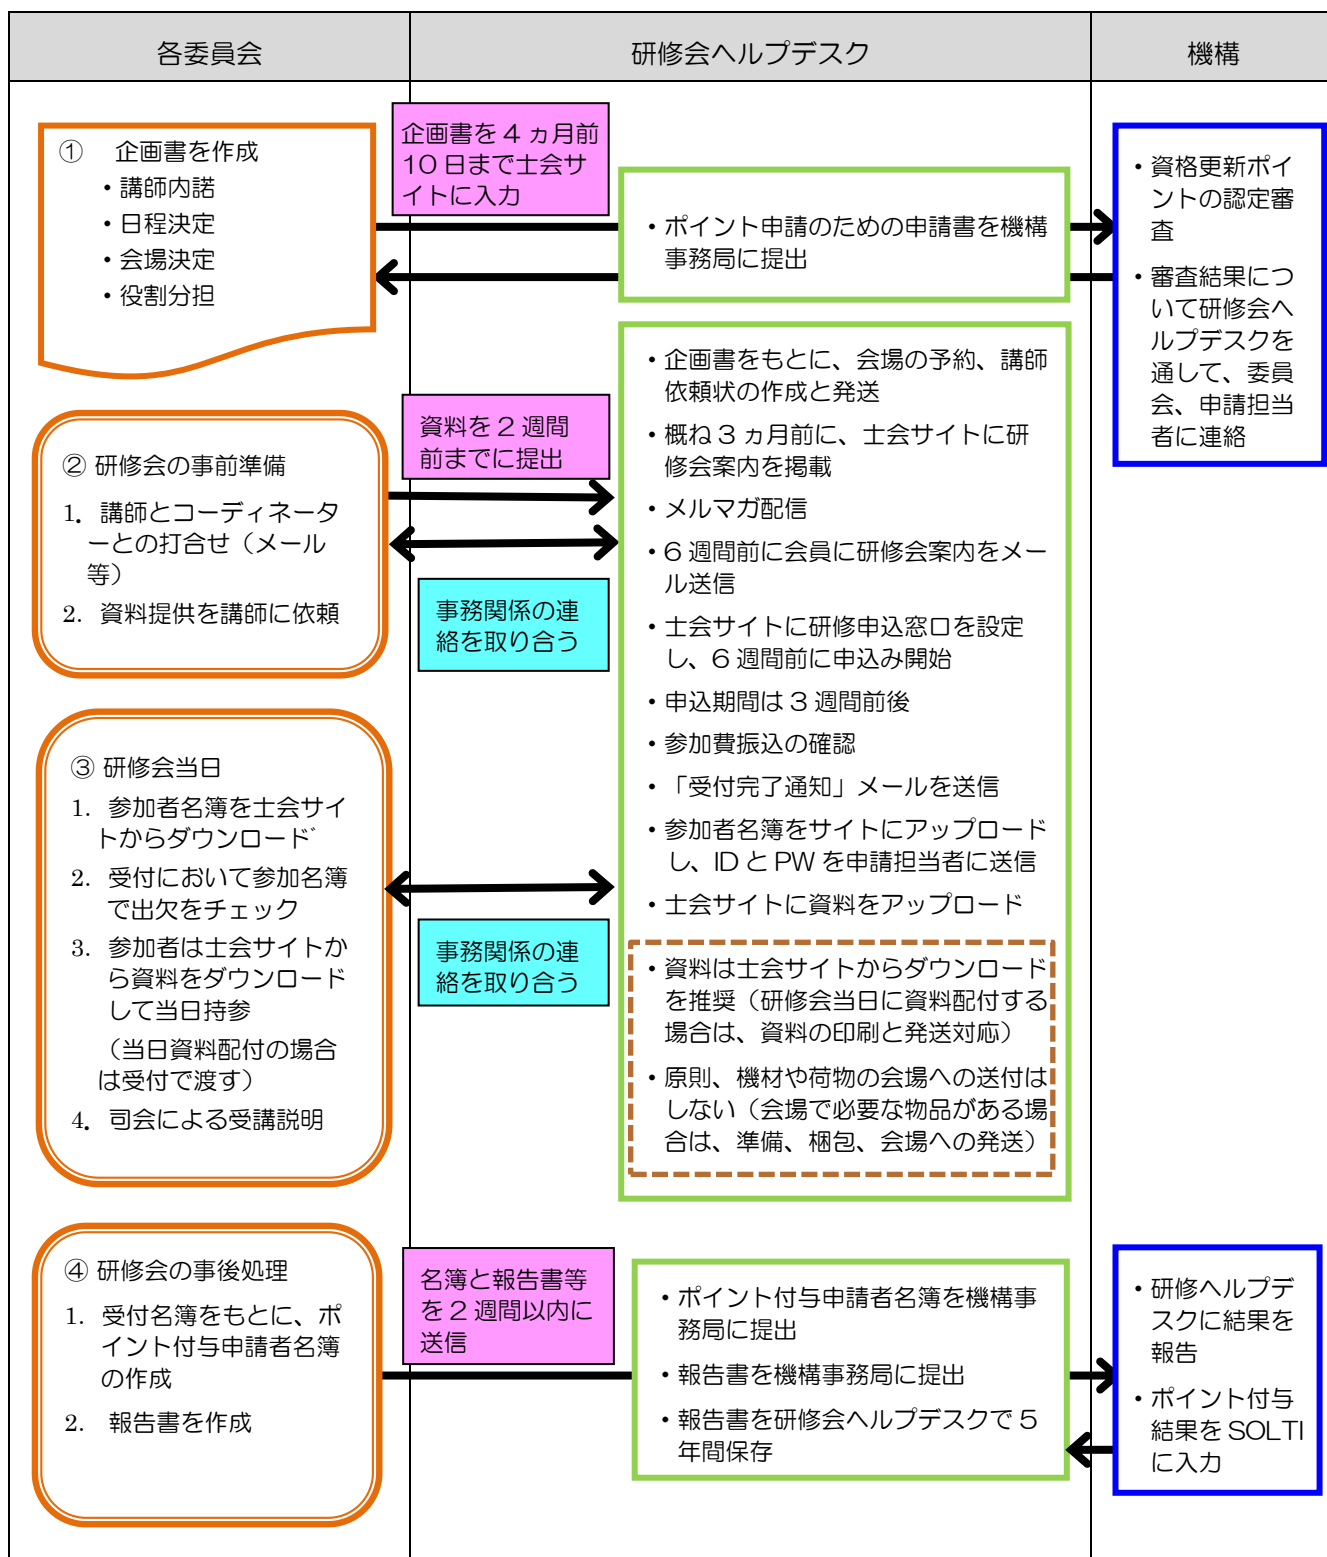 各委員会
研修会ヘルプデスク
機構
① 企画書を作成
・講師内諾
・日程決定
・会場決定
・役割分担
企画書を4ヵ月前
10日まで士会サ
イトに入力
・ポイント申請のための申請書を機構
事務局に提出
・資格更新ポイ
ントの認定審
査
・審査結果につ
いて研修会ヘ
ルプデスクを
通して、委員
会、申請担当
者に連絡
② 研修会の事前準備
1. 講師とコーディネータ
ーとの打合せ（メール
等）
2. 資料提供を講師に依頼
資料を2週間
前までに提出
事務関係の連
絡を取り合う
・企画書をもとに、会場の予約、講師
依頼状の作成と発送
・概ね3ヵ月前に、士会サイトに研
修会案内を掲載
・メルマガ配信
・6週間前に会員に研修会案内をメー
ル送信
・士会サイトに研修申込窓口を設定
し、6週間前に申込み開始
・申込期間は3週間前後
・参加費振込の確認
・「受付完了通知」メールを送信
・参加者名簿をサイトにアップロード
し、IDとPWを申請担当者に送信
・士会サイトに資料をアップロード
・資料は士会サイトからダウンロード
を推奨（研修会当日に資料配付する
場合は、資料の印刷と発送対応）
・原則、機材や荷物の会場への送付は
しない（会場で必要な物品がある場
合は、準備、梱包、会場への発送）
③ 研修会当日
1. 参加者名簿を士会サイ
トからダウンロード
2. 受付において参加名簿
で出欠をチェック
3. 参加者は士会サイトか
ら資料をダウンロード
して当日持参
（当日資料配付の場合
は受付で渡す）
4. 司会による受講説明
事務関係の連
絡を取り合う
④ 研修会の事後処理
1. 受付名簿をもとに、ポ
イント付与申請者名簿
の作成
2. 報告書を作成
名簿と報告書等
を2週間以内に
送信
・ポイント付与申請者名簿を機構事
務局に提出
・報告書を機構事務局に提出
・報告書を研修会ヘルプデスクで5
年間保存
・研修ヘルプデ
スクに結果を
報告
・ポイント付与
結果をSOLTI
に入力